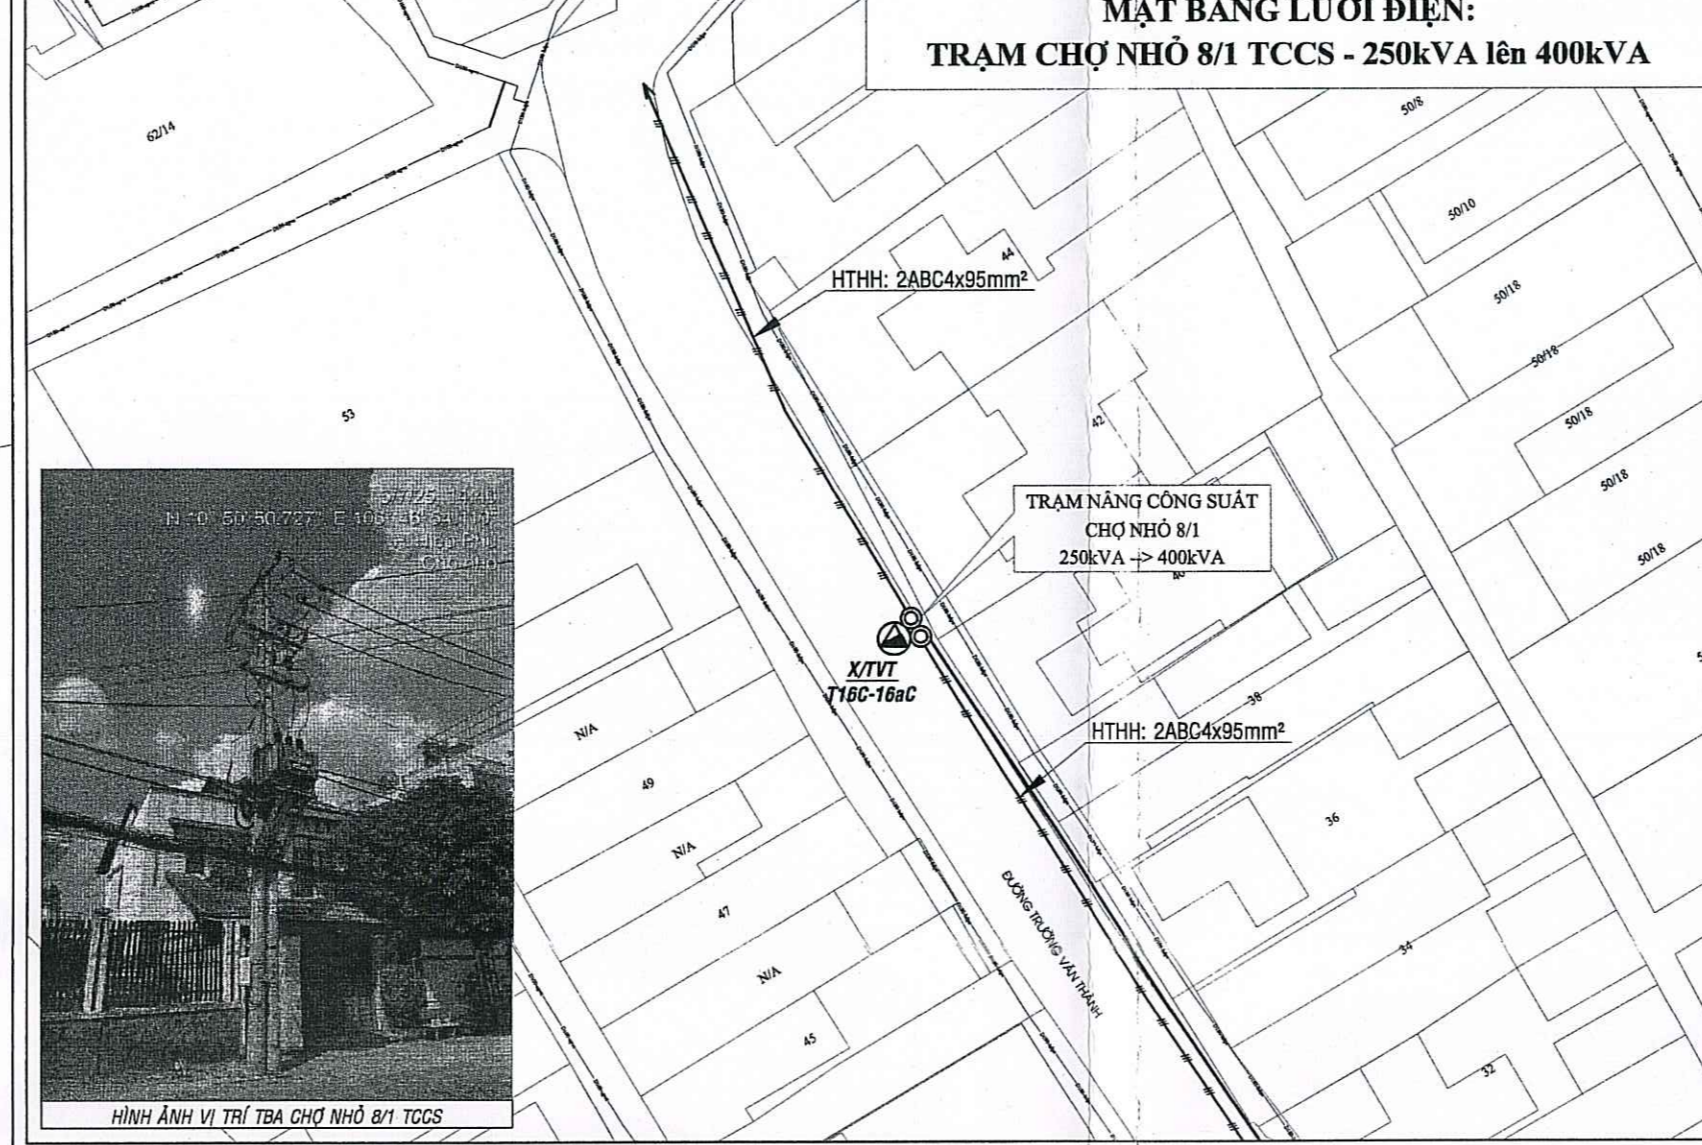 MẶT BẰNG LƯỚI ĐIỆN:
TRẠM CHỢ NHỎ 8/1 TCCS - 250kVA lên 400kVA
62/14
50/8
50/10
44
HTHH: 2ABC4x95mm²
50/18
50/18
53
42
50/18
50/18
TRẠM NÂNG CÔNG SUẤT
CHỢ NHỎ 8/1
250kVA --> 400kVA
40
50/18
X/TVT
T16C-16aC
38
HTHH: 2ABC4x95mm²
N/A
49
36
N/A
47
ĐƯỜNG TRƯƠNG VĂN THÀNH
34
N/A
45
32
HÌNH ẢNH VỊ TRÍ TBA CHỢ NHỎ 8/1 TCCS